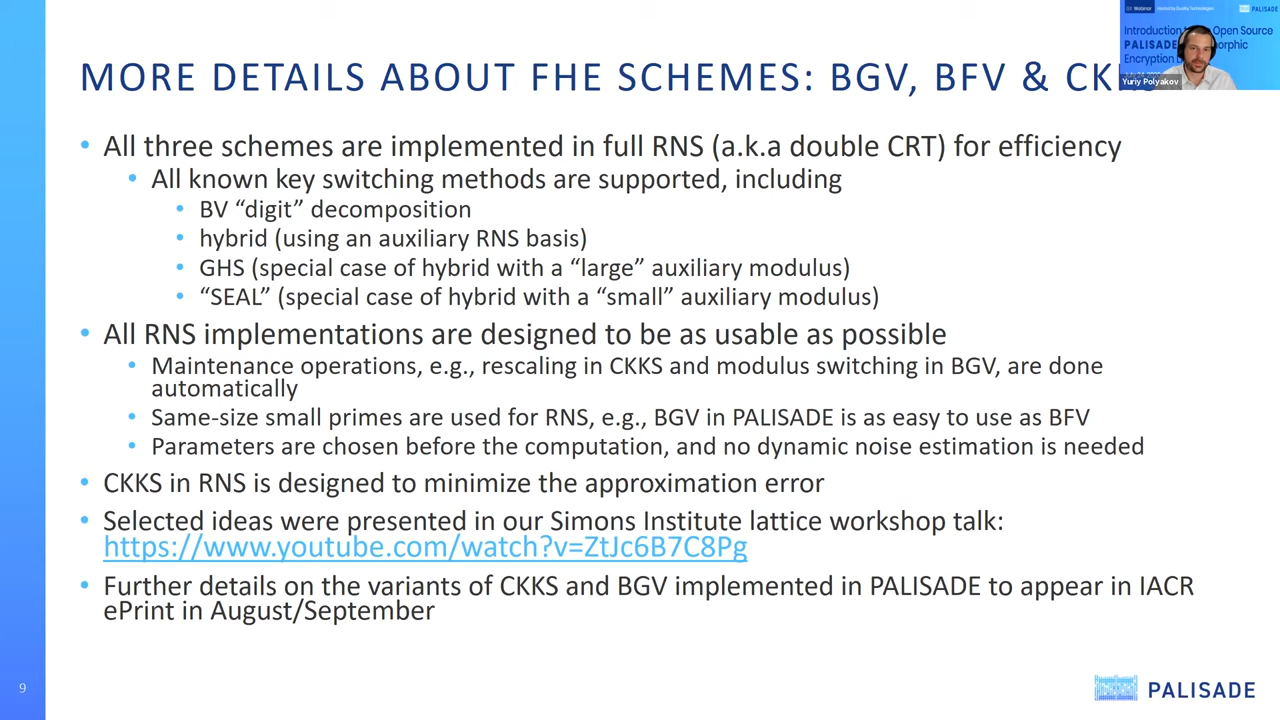 MORE DETAILS ABOUT FHE SCHEMES: BGV, BFV & CKKS
• All three schemes are implemented in full RNS (a.k.a double CRT) for efficiency
• All known key switching methods are supported, including
• BV “digit” decomposition
• hybrid (using an auxiliary RNS basis)
• GHS (special case of hybrid with a “large” auxiliary modulus)
• “SEAL” (special case of hybrid with a “small” auxiliary modulus)
• All RNS implementations are designed to be as usable as possible
• Maintenance operations, e.g., rescaling in CKKS and modulus switching in BGV, are done
automatically
• Same-size small primes are used for RNS, e.g., BGV in PALISADE is as easy to use as BFV
• Parameters are chosen before the computation, and no dynamic noise estimation is needed
• CKKS in RNS is designed to minimize the approximation error
• Selected ideas were presented in our Simons Institute lattice workshop talk:
https://www.youtube.com/watch?v=ZtJc6B7C8Pg
• Further details on the variants of CKKS and BGV implemented in PALISADE to appear in IACR
ePrint in August/September
9
PALISADE
Webinar
Hosted by Duality Technologies
PALISADE
Introduction Open Source
PALISADE
Encryption
Yuriy Polyakov